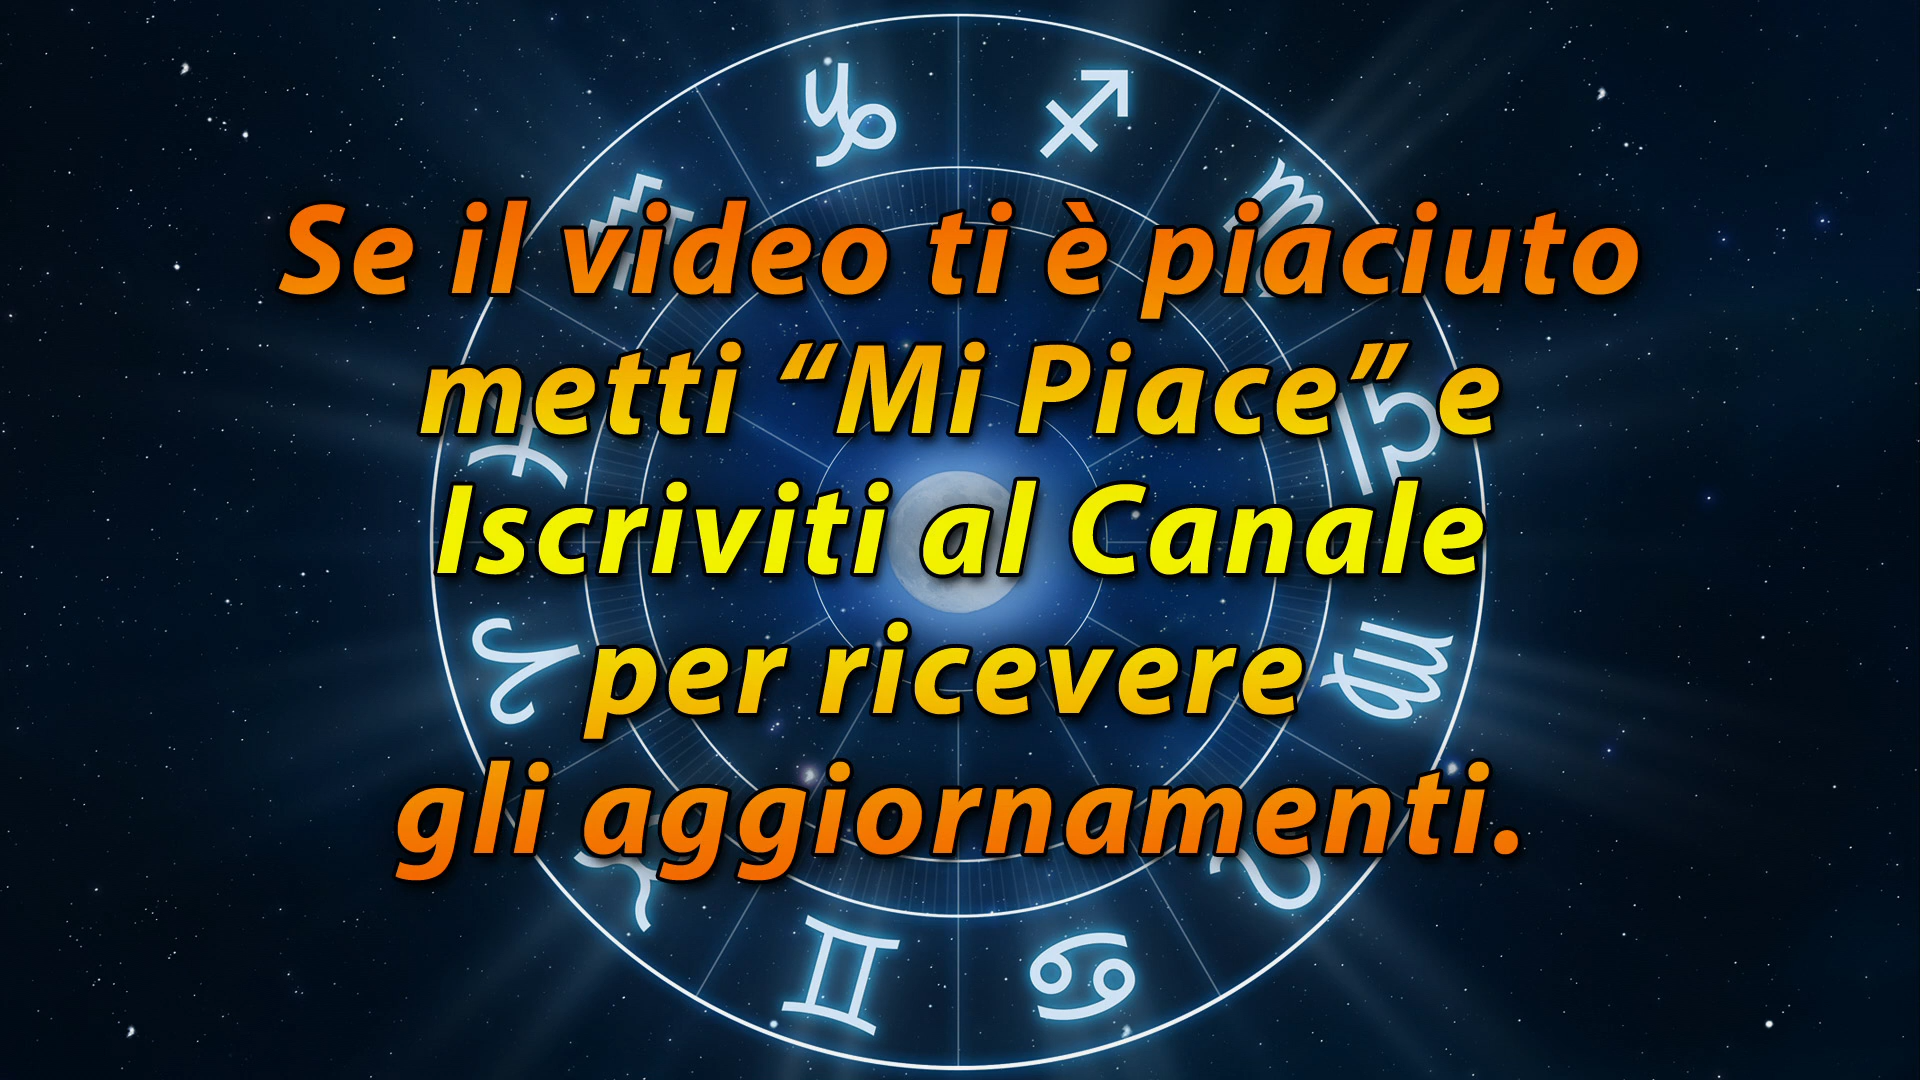 Se il video ti è piaciuto
metti “Mi Piace” e
Iscriviti al Canale
per ricevere
gli aggiornamenti.